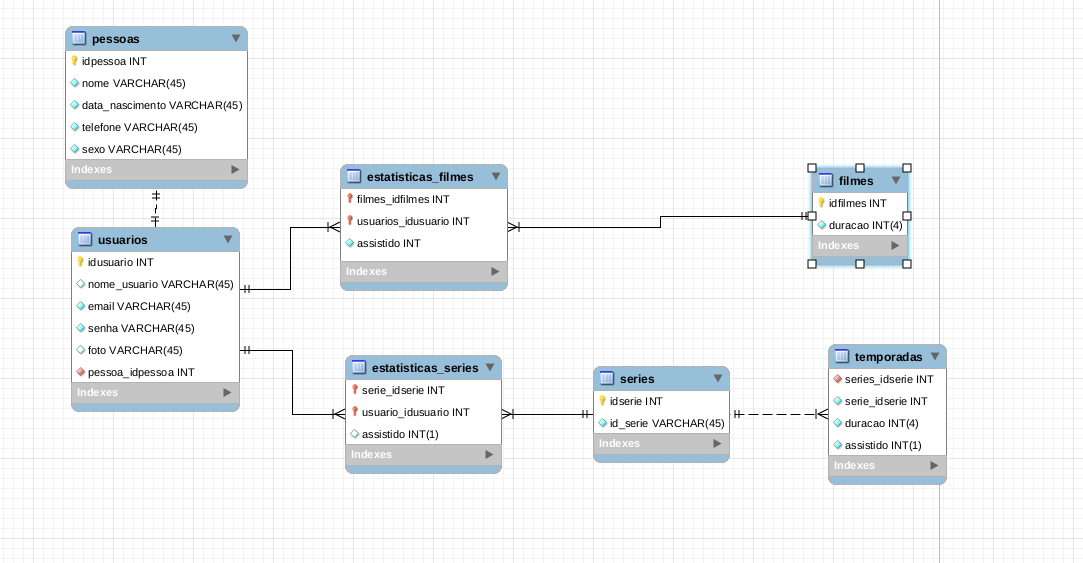 pessoas
idpessoa INT
nome VARCHAR(45)
data_nascimento VARCHAR(45)
telefone VARCHAR(45)
sexo VARCHAR(45)
Indexes
usuarios
idusuario INT
nome_usuario VARCHAR(45)
email VARCHAR(45)
senha VARCHAR(45)
foto VARCHAR(45)
pessoa_idpessoa INT
Indexes
estatisticas_filmes
filmes_idfilmes INT
usuarios_idusuario INT
assistido INT
Indexes
filmes
idfilmes INT
duracao INT(4)
Indexes
estatisticas_series
serie_idserie INT
usuario_idusuario INT
assistido INT(1)
Indexes
series
idserie INT
id_serie VARCHAR(45)
Indexes
temporadas
series_idserie INT
serie_idserie INT
duracao INT(4)
assistido INT(1)
Indexes